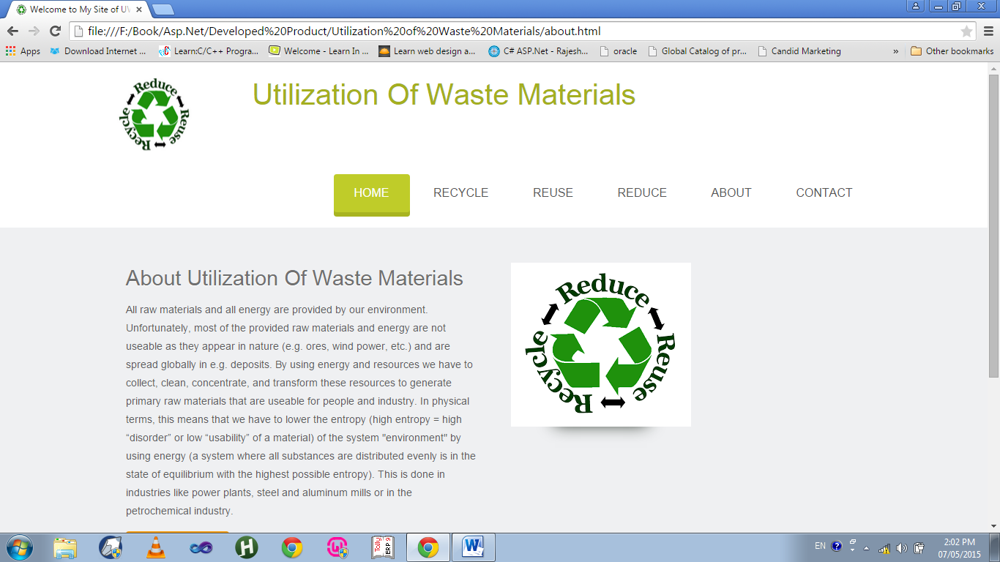 Welcome to My Site of UW
file:///F:/Book/Asp.Net/Developed%20Product/Utilization%20of%20Waste%20Materials/about.html
Apps Download Internet ... Learn:C/C++ Progra... Welcome - Learn In ... Learn web design a... C# ASP.Net - Rajesh... oracle Global Catalog of pr... Candid Marketing » Other bookmarks
Reduce Reuse Recycle
Utilization Of Waste Materials
HOME RECYCLE REUSE REDUCE ABOUT CONTACT
About Utilization Of Waste Materials
All raw materials and all energy are provided by our environment.
Unfortunately, most of the provided raw materials and energy are not
useable as they appear in nature (e.g. ores, wind power, etc.) and are
spread globally in e.g. deposits. By using energy and resources we have to
collect, clean, concentrate, and transform these resources to generate
primary raw materials that are useable for people and industry. In physical
terms, this means that we have to lower the entropy (high entropy = high
“disorder” or low “usability” of a material) of the system "environment" by
using energy (a system where all substances are distributed evenly is in the
state of equilibrium with the highest possible entropy). This is done in
industries like power plants, steel and aluminum mills or in the
petrochemical industry.
Reduce Reuse Recycle
Tally ERP 9
EN
2:02 PM
07/05/2015